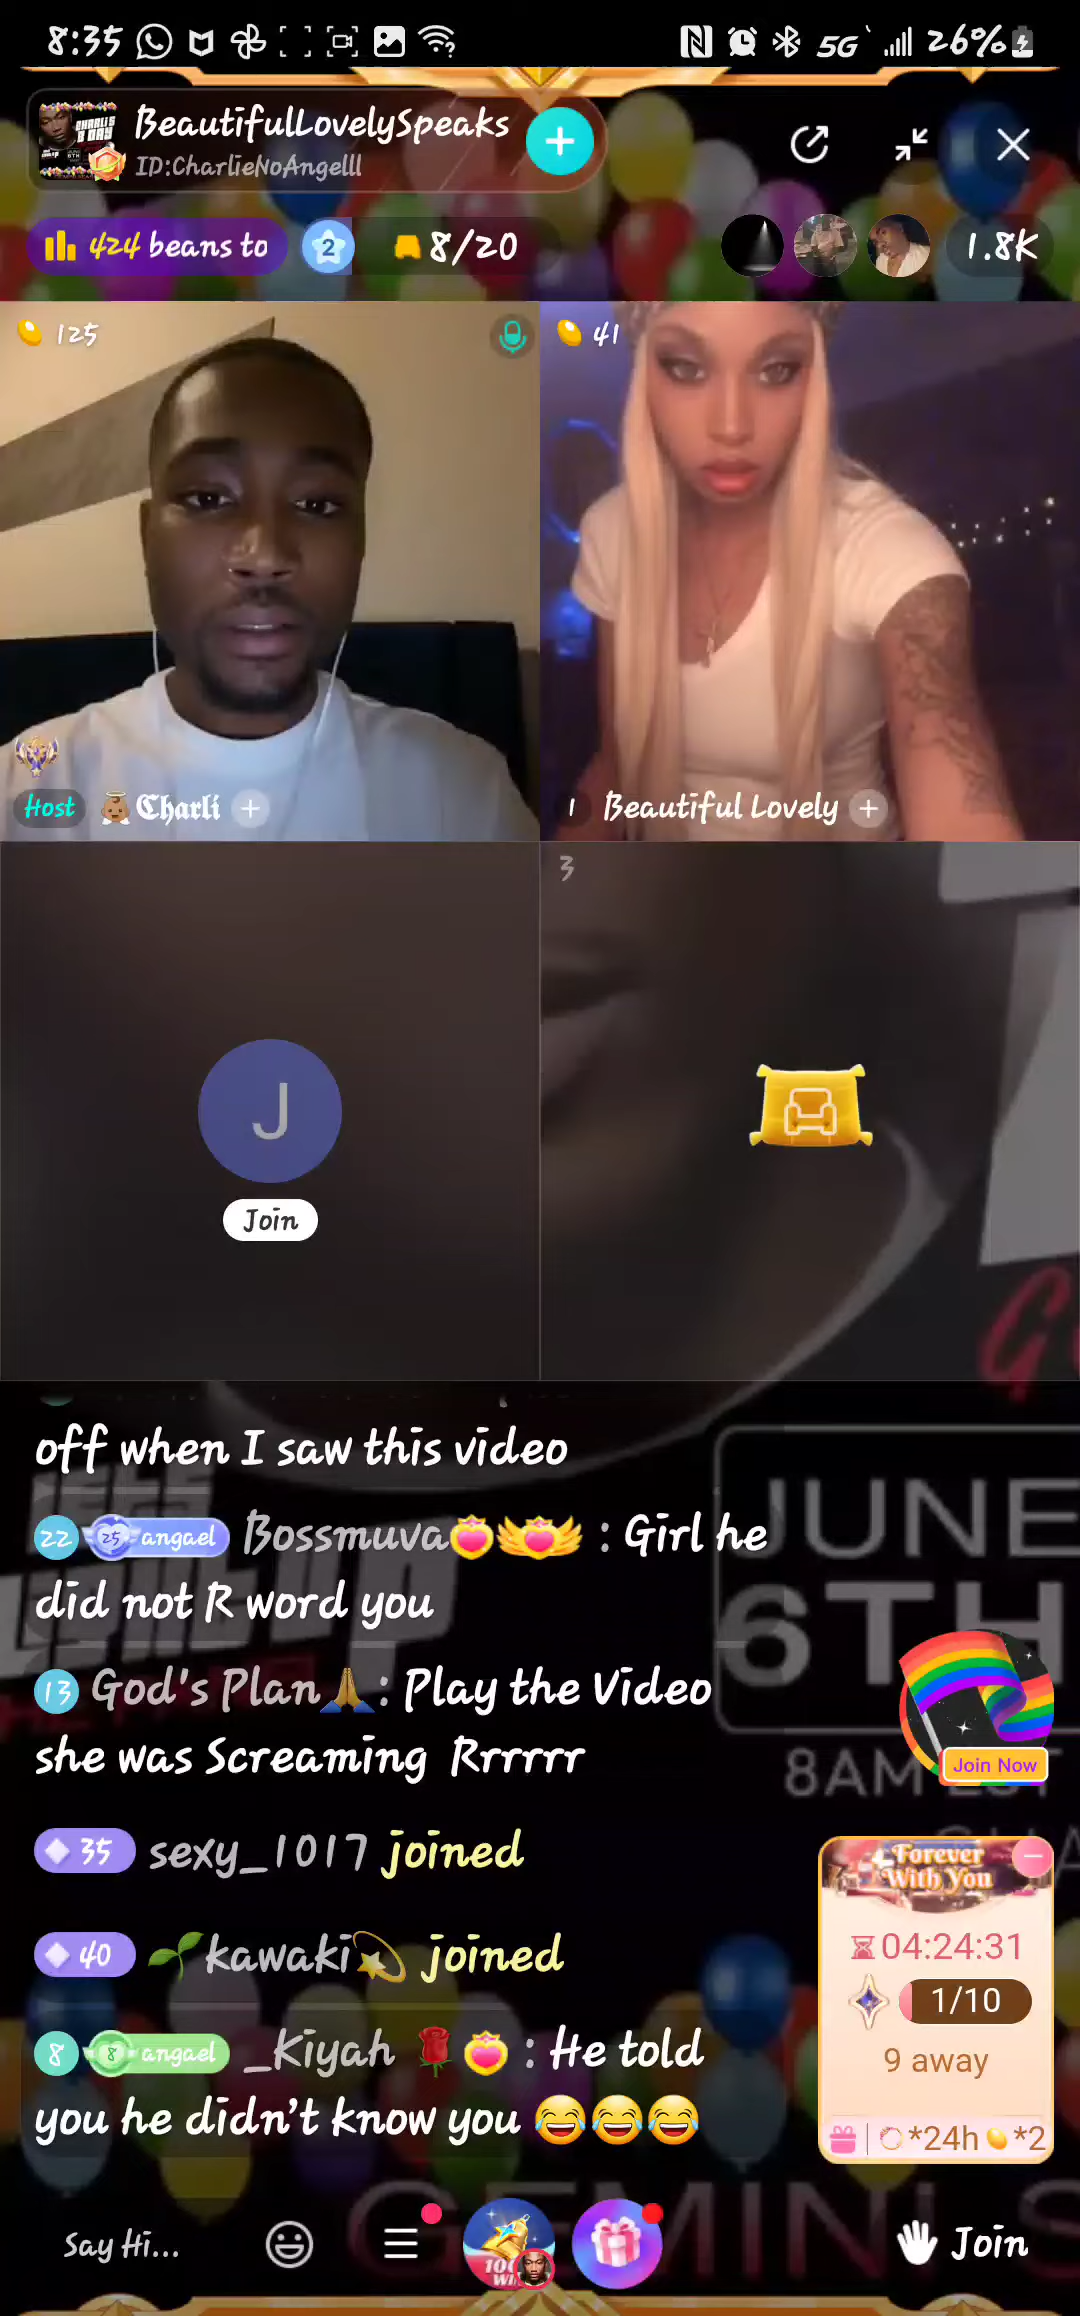 8:35
5G
26%
BeautifulLovelySpeaks
ID:CharlieNoAngelll
424 beans to
2
8/20
1.8K
125
41
Host 👼🏽 Charli +
1 Beautiful Lovely +
3
J
Join
off when I saw this video
22 25 angael Bossmuva : Girl he
did not R word you
13 God's Plan🙏: Play the Video
she was Screaming Rrrrrr
35 sexy_1017 joined
40 🌱kawaki💫 joined
8 8 angael _Kiyah 🌹 : He told
you he didn't know you 😂😂😂
JUNE
6TH
8AM EST
Join Now
Forever
With You
04:24:31
1/10
9 away
*24h *2
GEMINI S
Say Hi...
Join